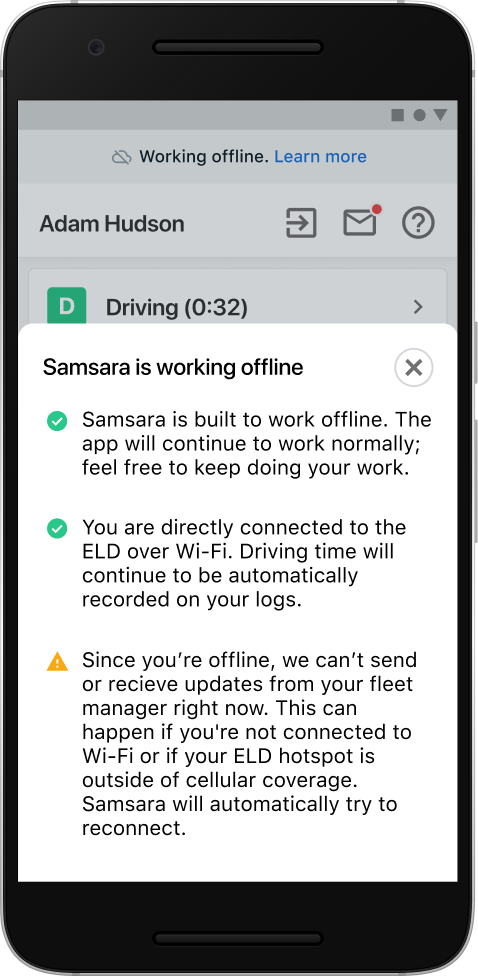 Working offline. Learn more
Adam Hudson
D
Driving (0:32)
Samsara is working offline
Samsara is built to work offline. The
app will continue to work normally;
feel free to keep doing your work.
You are directly connected to the
ELD over Wi-Fi. Driving time will
continue to be automatically
recorded on your logs.
Since you’re offline, we can’t send
or recieve updates from your fleet
manager right now. This can
happen if you're not connected to
Wi-Fi or if your ELD hotspot is
outside of cellular coverage.
Samsara will automatically try to
reconnect.